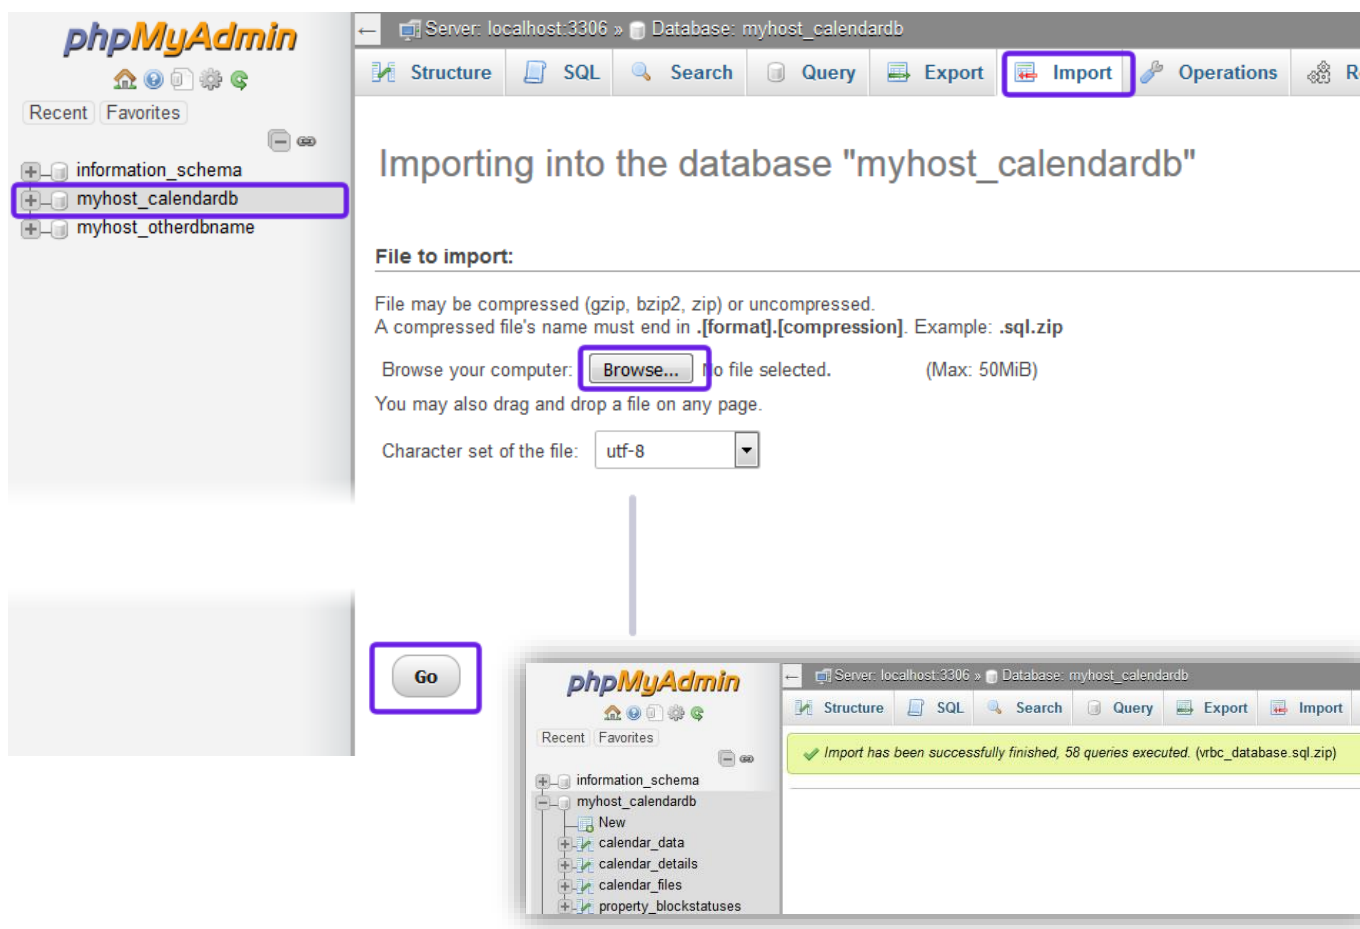 phpMyAdmin
Recent Favorites
information_schema
myhost_calendardb
myhost_otherdbname
Server: localhost:3306 » Database: myhost_calendardb
Structure SQL Search Query Export Import Operations
Importing into the database "myhost_calendardb"
File to import:
File may be compressed (gzip, bzip2, zip) or uncompressed.
A compressed file's name must end in .[format].[compression]. Example: .sql.zip
Browse your computer: Browse... No file selected. (Max: 50MiB)
You may also drag and drop a file on any page.
Character set of the file: utf-8
Go
phpMyAdmin
Recent Favorites
information_schema
myhost_calendardb
New
calendar_data
calendar_details
calendar_files
property_blockstatuses
Server: localhost:3306 » Database: myhost_calendardb
Structure SQL Search Query Export Import
Import has been successfully finished, 58 queries executed. (vrbc_database.sql.zip)